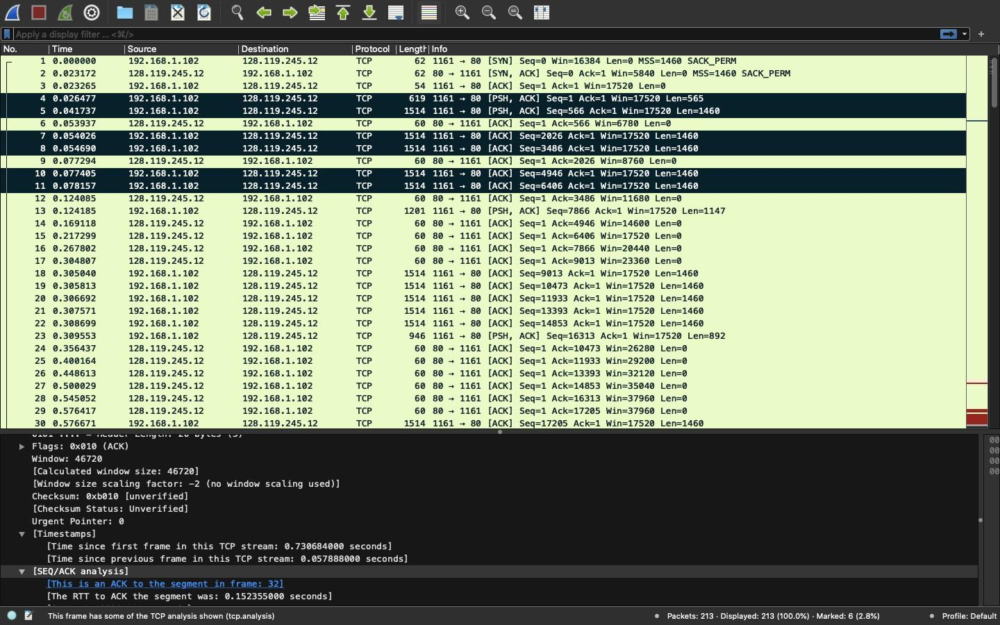 Apply a display filter ... <⌘/>
No. Time Source Destination Protocol Length Info
1 0.000000 192.168.1.102 128.119.245.12 TCP 62 1161 → 80 [SYN] Seq=0 Win=16384 Len=0 MSS=1460 SACK_PERM
2 0.023172 128.119.245.12 192.168.1.102 TCP 62 80 → 1161 [SYN, ACK] Seq=0 Ack=1 Win=5840 Len=0 MSS=1460 SACK_PERM
3 0.023265 192.168.1.102 128.119.245.12 TCP 54 1161 → 80 [ACK] Seq=1 Ack=1 Win=17520 Len=0
4 0.026477 192.168.1.102 128.119.245.12 TCP 619 1161 → 80 [PSH, ACK] Seq=1 Ack=1 Win=17520 Len=565
5 0.041737 192.168.1.102 128.119.245.12 TCP 1514 1161 → 80 [PSH, ACK] Seq=566 Ack=1 Win=17520 Len=1460
6 0.053937 128.119.245.12 192.168.1.102 TCP 60 80 → 1161 [ACK] Seq=1 Ack=566 Win=6780 Len=0
7 0.054026 192.168.1.102 128.119.245.12 TCP 1514 1161 → 80 [ACK] Seq=2026 Ack=1 Win=17520 Len=1460
8 0.054690 192.168.1.102 128.119.245.12 TCP 1514 1161 → 80 [ACK] Seq=3486 Ack=1 Win=17520 Len=1460
9 0.077294 128.119.245.12 192.168.1.102 TCP 60 80 → 1161 [ACK] Seq=1 Ack=2026 Win=8760 Len=0
10 0.077405 192.168.1.102 128.119.245.12 TCP 1514 1161 → 80 [ACK] Seq=4946 Ack=1 Win=17520 Len=1460
11 0.078157 192.168.1.102 128.119.245.12 TCP 1514 1161 → 80 [ACK] Seq=6406 Ack=1 Win=17520 Len=1460
12 0.124085 128.119.245.12 192.168.1.102 TCP 60 80 → 1161 [ACK] Seq=1 Ack=3486 Win=11680 Len=0
13 0.124185 192.168.1.102 128.119.245.12 TCP 1201 1161 → 80 [PSH, ACK] Seq=7866 Ack=1 Win=17520 Len=1147
14 0.169118 128.119.245.12 192.168.1.102 TCP 60 80 → 1161 [ACK] Seq=1 Ack=4946 Win=14600 Len=0
15 0.217299 128.119.245.12 192.168.1.102 TCP 60 80 → 1161 [ACK] Seq=1 Ack=6406 Win=17520 Len=0
16 0.267802 128.119.245.12 192.168.1.102 TCP 60 80 → 1161 [ACK] Seq=1 Ack=7866 Win=20440 Len=0
17 0.304807 128.119.245.12 192.168.1.102 TCP 60 80 → 1161 [ACK] Seq=1 Ack=9013 Win=23360 Len=0
18 0.305040 192.168.1.102 128.119.245.12 TCP 1514 1161 → 80 [ACK] Seq=9013 Ack=1 Win=17520 Len=1460
19 0.305813 192.168.1.102 128.119.245.12 TCP 1514 1161 → 80 [ACK] Seq=10473 Ack=1 Win=17520 Len=1460
20 0.306692 192.168.1.102 128.119.245.12 TCP 1514 1161 → 80 [ACK] Seq=11933 Ack=1 Win=17520 Len=1460
21 0.307571 192.168.1.102 128.119.245.12 TCP 1514 1161 → 80 [ACK] Seq=13393 Ack=1 Win=17520 Len=1460
22 0.308699 192.168.1.102 128.119.245.12 TCP 1514 1161 → 80 [ACK] Seq=14853 Ack=1 Win=17520 Len=1460
23 0.309553 192.168.1.102 128.119.245.12 TCP 946 1161 → 80 [PSH, ACK] Seq=16313 Ack=1 Win=17520 Len=892
24 0.356437 128.119.245.12 192.168.1.102 TCP 60 80 → 1161 [ACK] Seq=1 Ack=10473 Win=26280 Len=0
25 0.400164 128.119.245.12 192.168.1.102 TCP 60 80 → 1161 [ACK] Seq=1 Ack=11933 Win=29200 Len=0
26 0.448613 128.119.245.12 192.168.1.102 TCP 60 80 → 1161 [ACK] Seq=1 Ack=13393 Win=32120 Len=0
27 0.500029 128.119.245.12 192.168.1.102 TCP 60 80 → 1161 [ACK] Seq=1 Ack=14853 Win=35040 Len=0
28 0.545052 128.119.245.12 192.168.1.102 TCP 60 80 → 1161 [ACK] Seq=1 Ack=16313 Win=37960 Len=0
29 0.576417 128.119.245.12 192.168.1.102 TCP 60 80 → 1161 [ACK] Seq=1 Ack=17205 Win=37960 Len=0
30 0.576671 192.168.1.102 128.119.245.12 TCP 1514 1161 → 80 [ACK] Seq=17205 Ack=1 Win=17520 Len=1460
0101 .... = Header Length: 20 bytes (5)
Flags: 0x010 (ACK)
Window: 46720
[Calculated window size: 46720]
[Window size scaling factor: -2 (no window scaling used)]
Checksum: 0xb010 [unverified]
[Checksum Status: Unverified]
Urgent Pointer: 0
[Timestamps]
[Time since first frame in this TCP stream: 0.730684000 seconds]
[Time since previous frame in this TCP stream: 0.057888000 seconds]
[SEQ/ACK analysis]
[This is an ACK to the segment in frame: 32]
[The RTT to ACK the segment was: 0.152355000 seconds]
00
00
00
00
This frame has some of the TCP analysis shown (tcp.analysis)
Packets: 213 · Displayed: 213 (100.0%) · Marked: 6 (2.8%)
Profile: Default